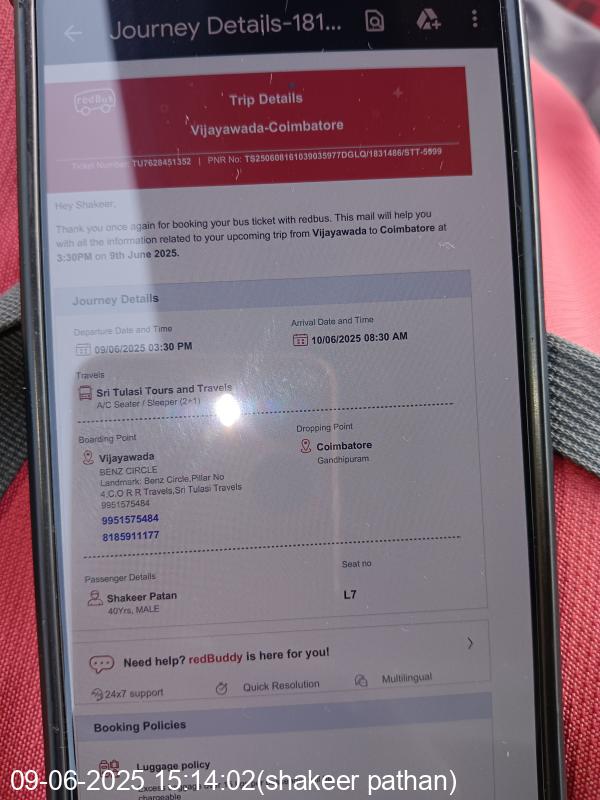 Journey Details-181...
redBus
Trip Details
Vijayawada-Coimbatore
Ticket Number: TU7628451352 | PNR No: TS250608161039035977DGLQ/1831486/STT-5999
Hey Shakeer,
Thank you once again for booking your bus ticket with redbus. This mail will help you
with all the information related to your upcoming trip from Vijayawada to Coimbatore at
3:30PM on 9th June 2025.
Journey Details
Departure Date and Time
Arrival Date and Time
09/06/2025 03:30 PM
10/06/2025 08:30 AM
Travels
Sri Tulasi Tours and Travels
A/C Seater / Sleeper (2+1)
Boarding Point
Dropping Point
Vijayawada
Coimbatore
BENZ CIRCLE
Gandhipuram
Landmark: Benz Circle,Pillar No
4,C.O R R Travels,Sri Tulasi Travels
9951575484
9951575484
8185911177
Passenger Details
Seat no
Shakeer Patan
L7
40Yrs, MALE
Need help? redBuddy is here for you!
24x7 support
Quick Resolution
Multilingual
Booking Policies
Luggage policy
chargeable
09-06-2025 15:14:02(shakeer pathan)